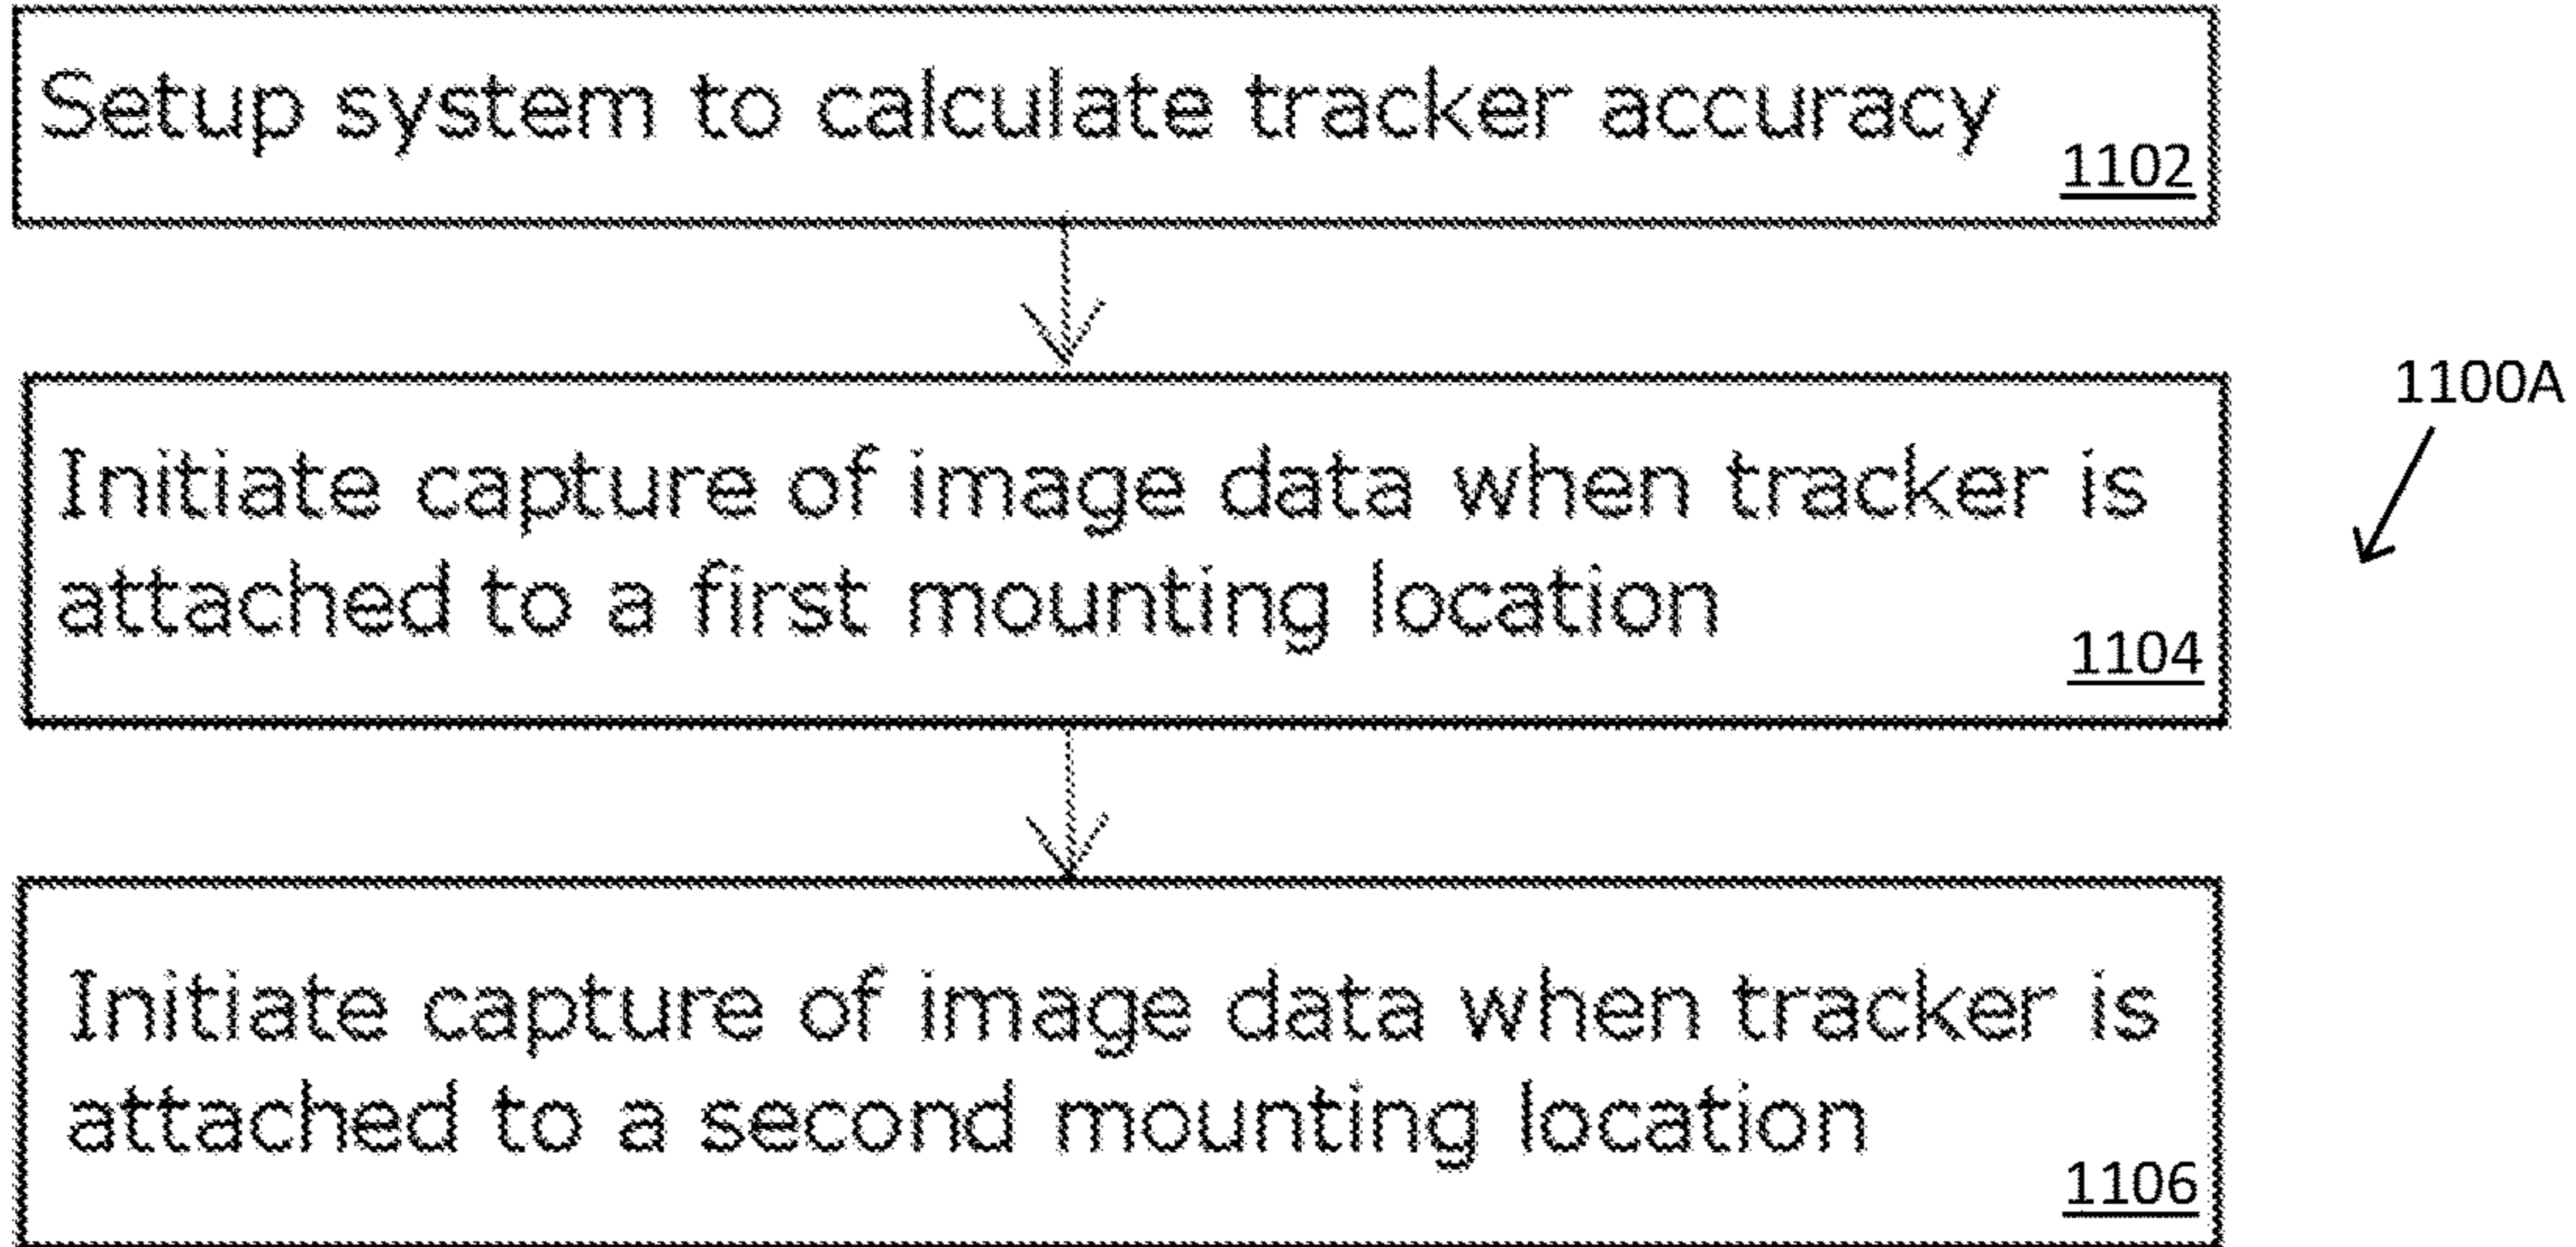 Setup system to calculate tracker accuracy
1102
1100A
Initiate capture of image data when tracker is
attached to a first mounting location
1104
Initiate capture of image data when tracker is
attached to a second mounting location
1106